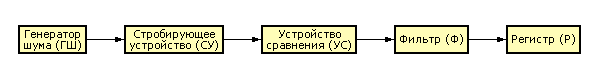 Генератор
шума (ГШ)
Стробирующее
устройство (СУ)
Устройство
сравнения (УС)
Фильтр (Ф)
Регистр (Р)